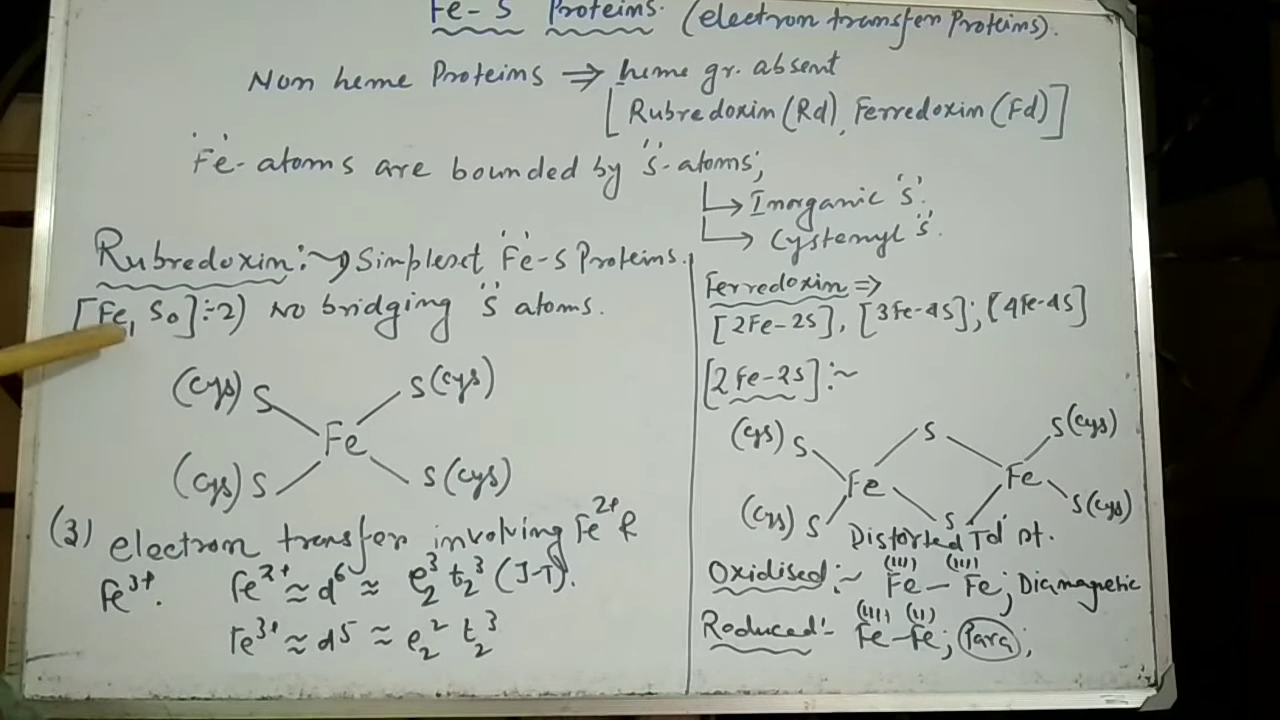 Fe-S Proteins. (electron transfer Proteins).
Non heme Proteins ⇒ heme gr. absent
[Rubredoxin (Rd), Ferredoxin (Fd)]
'Fe'-atoms are bounded by "S"-atoms;
↳ Inorganic "S".
↳ Cystenyl "S".
Rubredoxin:~ Simplest 'Fe'-S Proteins.
[Fe₁ S₀]:- 2) No bridging "S" atoms.
(Cys) S S (Cys)
Fe
(Cys) S S (Cys)
(3) electron transfer involving Fe²⁺ &
Fe³⁺. Fe²⁺ ≈ d⁶ ≈ e₂³ t₂³ (J-T).
Fe³⁺ ≈ d⁵ ≈ e₂² t₂³
Ferredoxin ⇒
[2Fe-2S], [3Fe-4S]; [4Fe-4S]
[2Fe-2S]:~
(Cys) S S S (Cys)
Fe Fe
(Cys) S S S (Cys)
Distorted Td st.
Oxidised:~ (III) Fe - (III) Fe; Diamagnetic
Reduced:- (III) Fe - (II) Fe; Para;